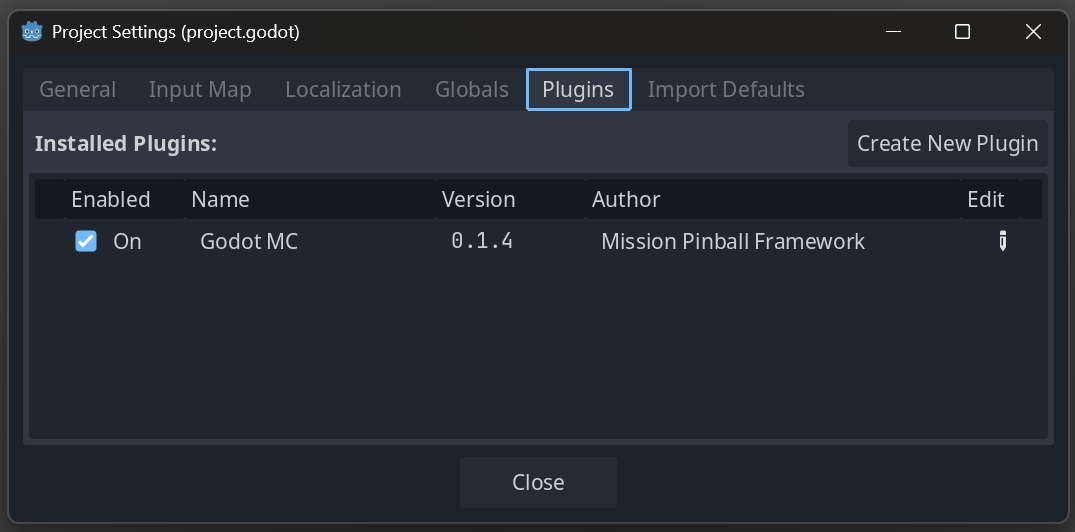 Project Settings (project.godot)
General Input Map Localization Globals Plugins Import Defaults
Installed Plugins: Create New Plugin
Enabled Name Version Author Edit
On Godot MC 0.1.4 Mission Pinball Framework
Close